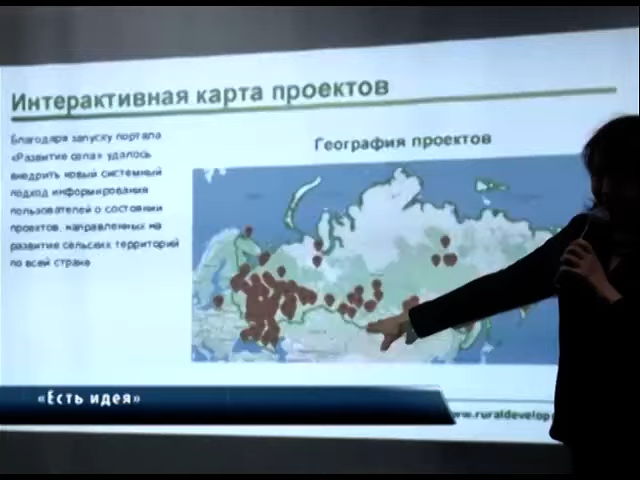 Интерактивная карта проектов
Благодаря запуску портала
«Развитие села» удалось
внедрить новый системный
подход информирования
пользователей о состоянии
проектов, направленных на
развитие сельских территорий
по всей стране
География проектов
«Есть идея»
www.ruraldevelop